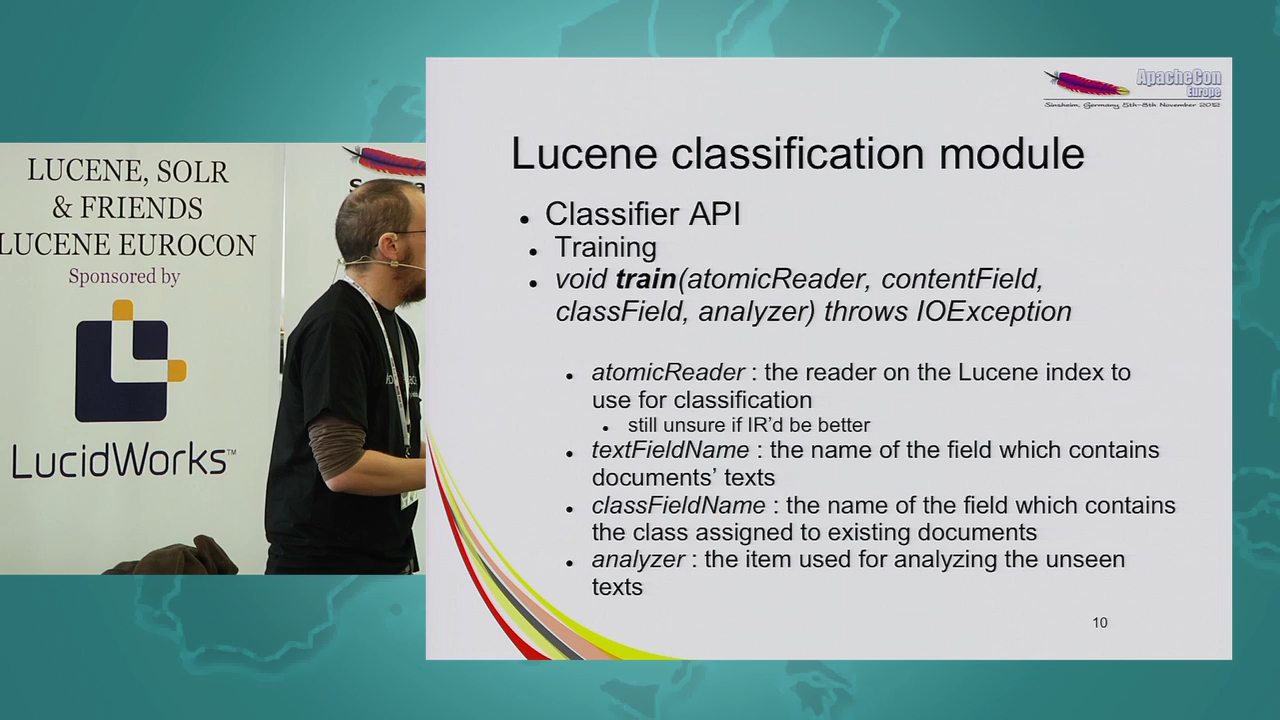 LUCENE, SOLR
& FRIENDS
LUCENE EUROCON
Sponsored by
LucidWorks™
ApacheCon
Europe
Sinsheim, Germany 5th-8th November 2012
Lucene classification module
• Classifier API
• Training
• void train(atomicReader, contentField,
classField, analyzer) throws IOException
• atomicReader : the reader on the Lucene index to
use for classification
• still unsure if IR’d be better
• textFieldName : the name of the field which contains
documents’ texts
• classFieldName : the name of the field which contains
the class assigned to existing documents
• analyzer : the item used for analyzing the unseen
texts
10